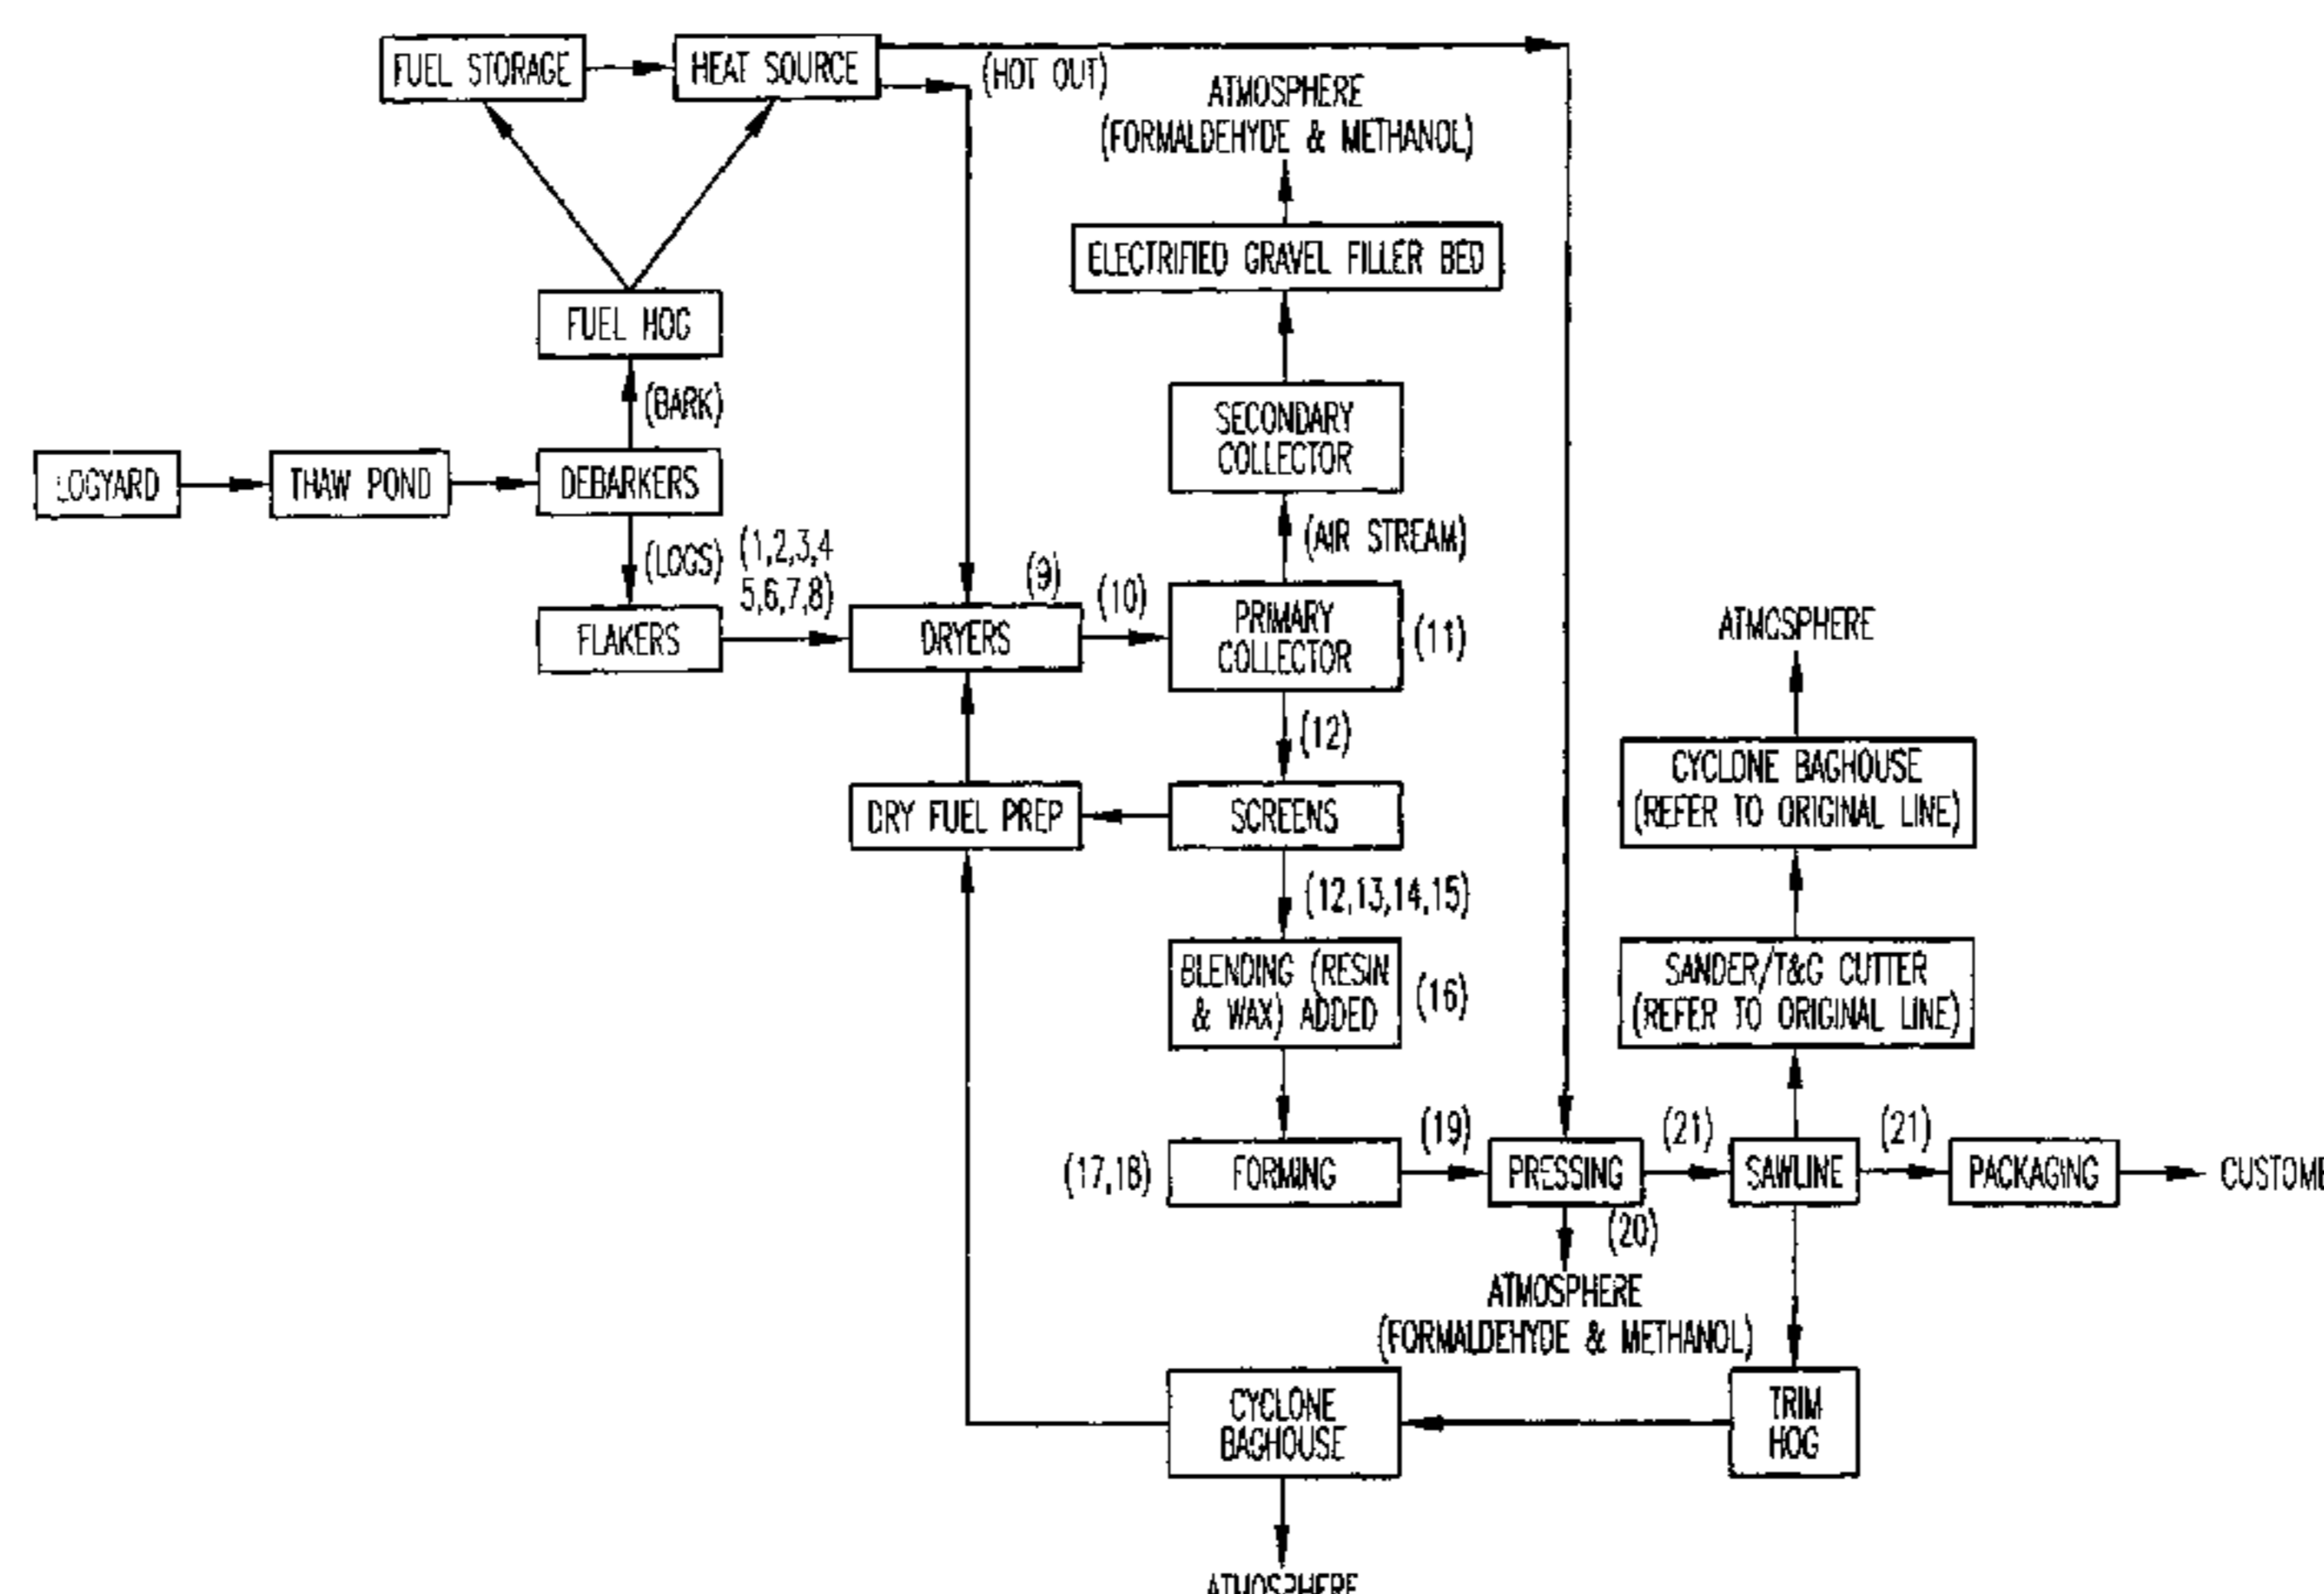 FUEL STORAGE
HEAT SOURCE
(HOT OUT)
ATMOSPHERE
(FORMALDEHYDE & METHANOL)
ELECTRIFIED GRAVEL FILLER BED
FUEL HOG
(BARK)
SECONDARY
COLLECTOR
LOGYARD
THAW POND
DEBARKERS
(LOGS)
(1,2,3,4
5,6,7,8)
(AIR STREAM)
FLAKERS
DRYERS
(9)
(10)
PRIMARY
COLLECTOR
(11)
ATMOSPHERE
(12)
DRY FUEL PREP
SCREENS
CYCLONE BAGHOUSE
(REFER TO ORIGINAL LINE)
(12,13,14,15)
BLENDING (RESIN
& WAX) ADDED
(16)
SANDER/T&G CUTTER
(REFER TO ORIGINAL LINE)
(17,18)
FORMING
(19)
PRESSING
(21)
SAWLINE
(21)
PACKAGING
CUSTOME
(20)
ATMOSPHERE
(FORMALDEHYDE & METHANOL)
CYCLONE
BAGHOUSE
TRIM
HOG
ATMOSPHERE